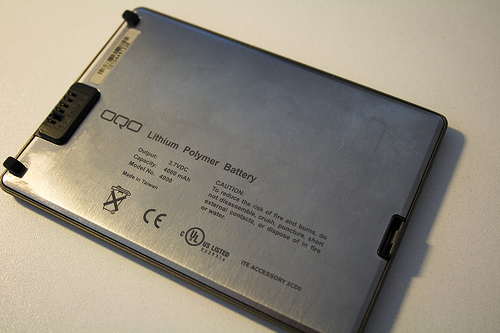 OQO Lithium Polymer Battery
Output: 3.7VDC
Capacity: 4000 mAh
Model No. 4000
Made in Taiwan
CAUTION:
To reduce the risk of fire and burns, do
not disassemble, crush, puncture, short
external contacts, or dispose of in fire
or water.
CE
c UL US LISTED
ITE ACCESSORY 2CD5